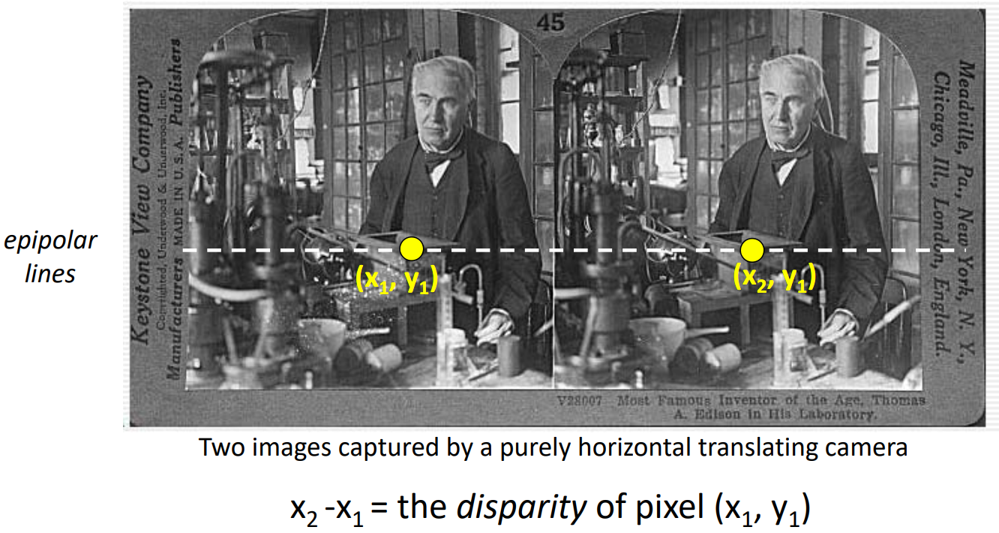 45
Keystone View Company
Copyrighted, Underwood & Underwood, Inc.
Manufacturers MADE IN U.S.A. Publishers
epipolar
lines
(x₁, y₁)
(x₂, y₁)
Meadville, Pa., New York, N. Y.,
Chicago, Ill., London, England.
V28007 Most Famous Inventor of the Age, Thomas
A. Edison in His Laboratory.
Two images captured by a purely horizontal translating camera
x₂ -x₁ = the disparity of pixel (x₁, y₁)